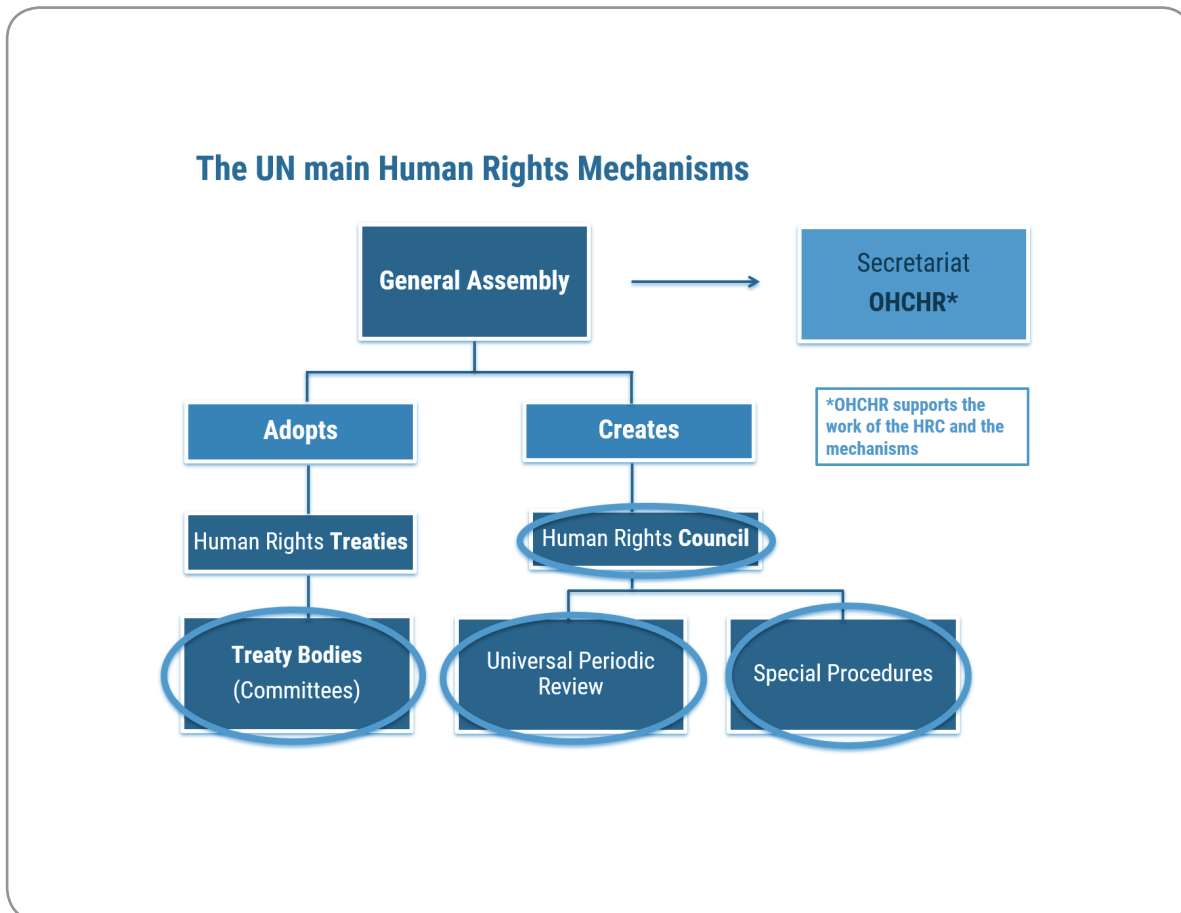 The UN main Human Rights Mechanisms
General Assembly
Secretariat
OHCHR*
*OHCHR supports the
work of the HRC and the
mechanisms
Adopts
Creates
Human Rights Treaties
Human Rights Council
Treaty Bodies
(Committees)
Universal Periodic
Review
Special Procedures